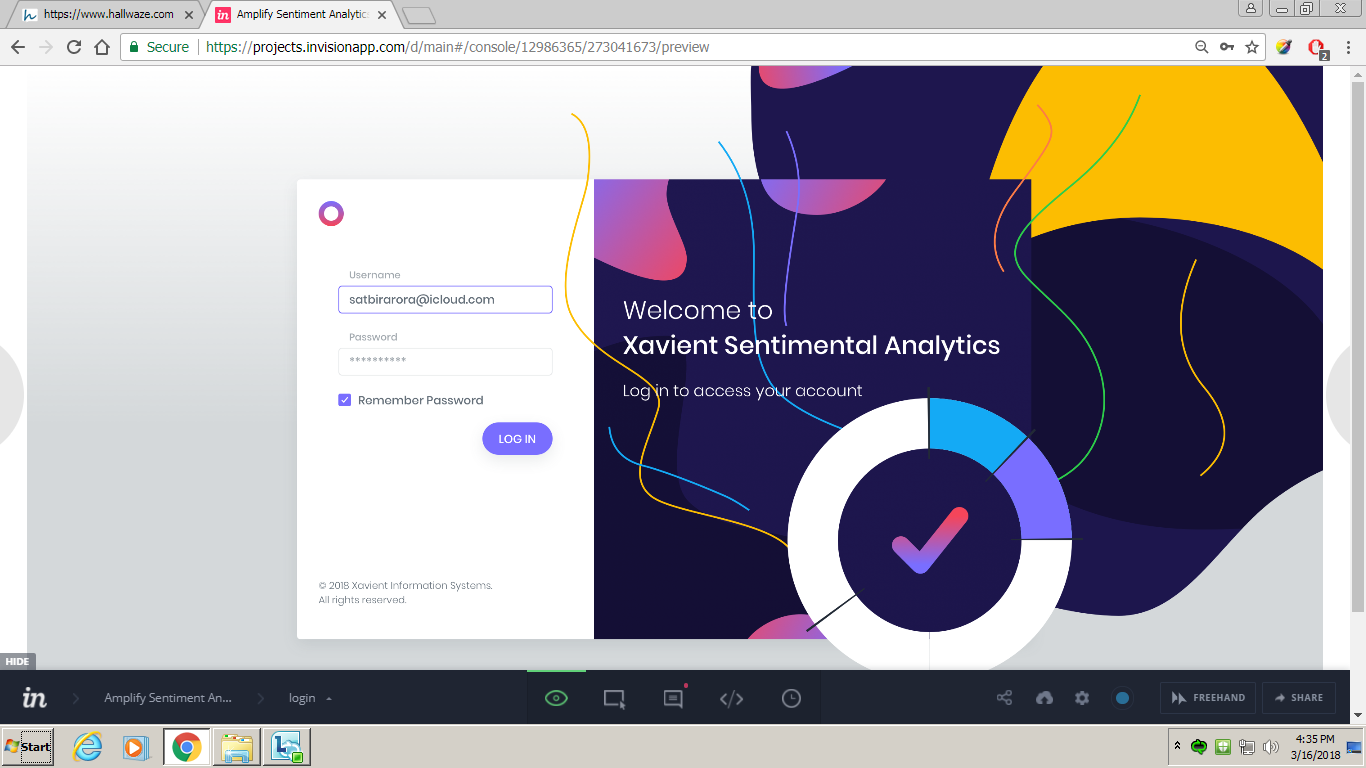 https://www.hallwaze.com
Amplify Sentiment Analytic
Secure
https://projects.invisionapp.com/d/main#/console/12986365/273041673/preview
2
Username
satbirarora@icloud.com
Password
**********
Remember Password
LOG IN
© 2018 Xavient Information Systems.
All rights reserved.
Welcome to
Xavient Sentimental Analytics
Log in to access your account
HIDE
in
Amplify Sentiment An...
login
FREEHAND
SHARE
Start
4:35 PM
3/16/2018